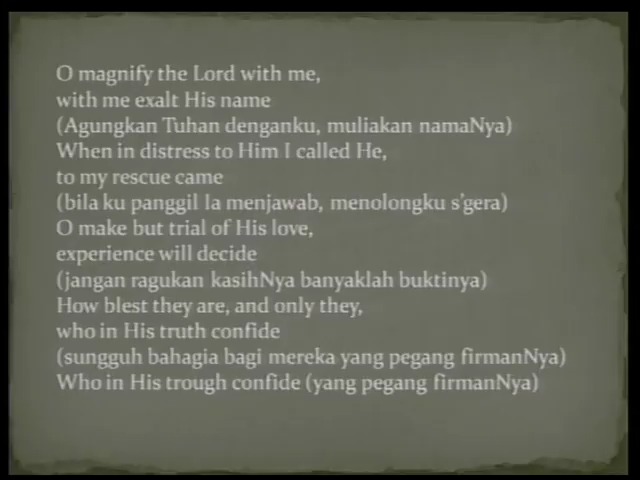 O magnify the Lord with me,
with me exalt His name
(Agungkan Tuhan denganku, muliakan namaNya)
When in distress to Him I called He,
to my rescue came
(bila ku panggil Ia menjawab, menolongku s'gera)
O make but trial of His love,
experience will decide
(jangan ragukan kasihNya banyaklah buktinya)
How blest they are, and only they,
who in His truth confide
(sungguh bahagia bagi mereka yang pegang firmanNya)
Who in His trough confide (yang pegang firmanNya)